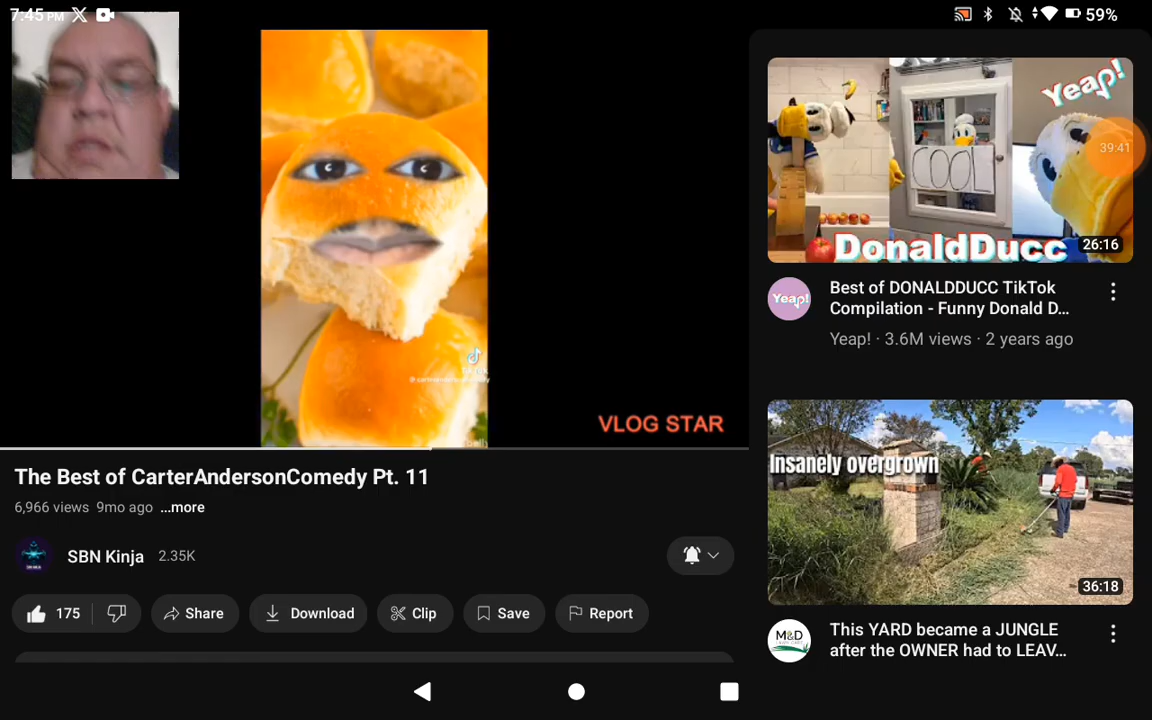 7:45 PM
59%
39:41
Yeap!
COOL
DonaldDucc
26:16
VLOG STAR
Yeap!
Best of DONALDDUCC TikTok
Compilation - Funny Donald D...
Yeap! · 3.6M views · 2 years ago
Insanely overgrown
36:18
The Best of CarterAndersonComedy Pt. 11
6,966 views 9mo ago ...more
SBN Kinja 2.35K
175
Share
Download
Clip
Save
Report
M&D
This YARD became a JUNGLE
after the OWNER had to LEAV...